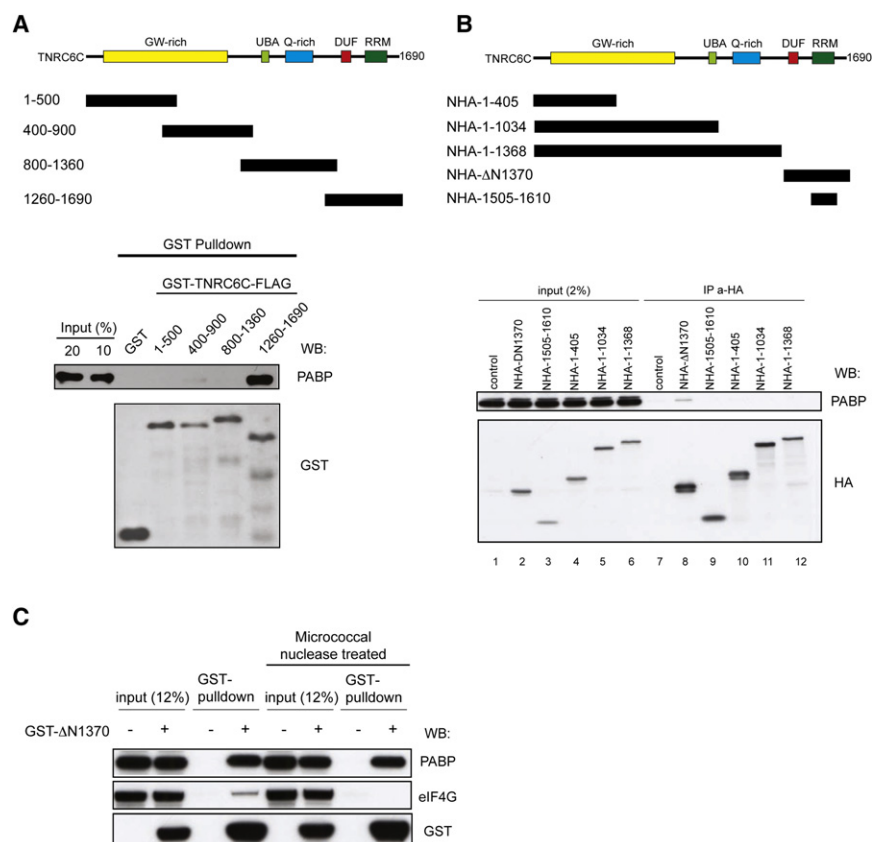 A
GW-rich UBA Q-rich DUF RRM
TNRC6C 1690
1-500
400-900
800-1360
1260-1690
GST Pulldown
GST-TNRC6C-FLAG
Input (%)
20 10 GST 1-500 400-900 800-1360 1260-1690 WB:
PABP
GST
B
GW-rich UBA Q-rich DUF RRM
TNRC6C 1690
NHA-1-405
NHA-1-1034
NHA-1-1368
NHA-ΔN1370
NHA-1505-1610
input (2%) IP a-HA
control NHA-DN1370 NHA-1505-1610 NHA-1-405 NHA-1-1034 NHA-1-1368 control NHA-ΔN1370 NHA-1505-1610 NHA-1-405 NHA-1-1034 NHA-1-1368 WB:
PABP
HA
1 2 3 4 5 6 7 8 9 10 11 12
C
Micrococcal
nuclease treated
GST- GST-
input (12%) pulldown input (12%) pulldown
GST-ΔN1370 - + - + - + - + WB:
PABP
eIF4G
GST